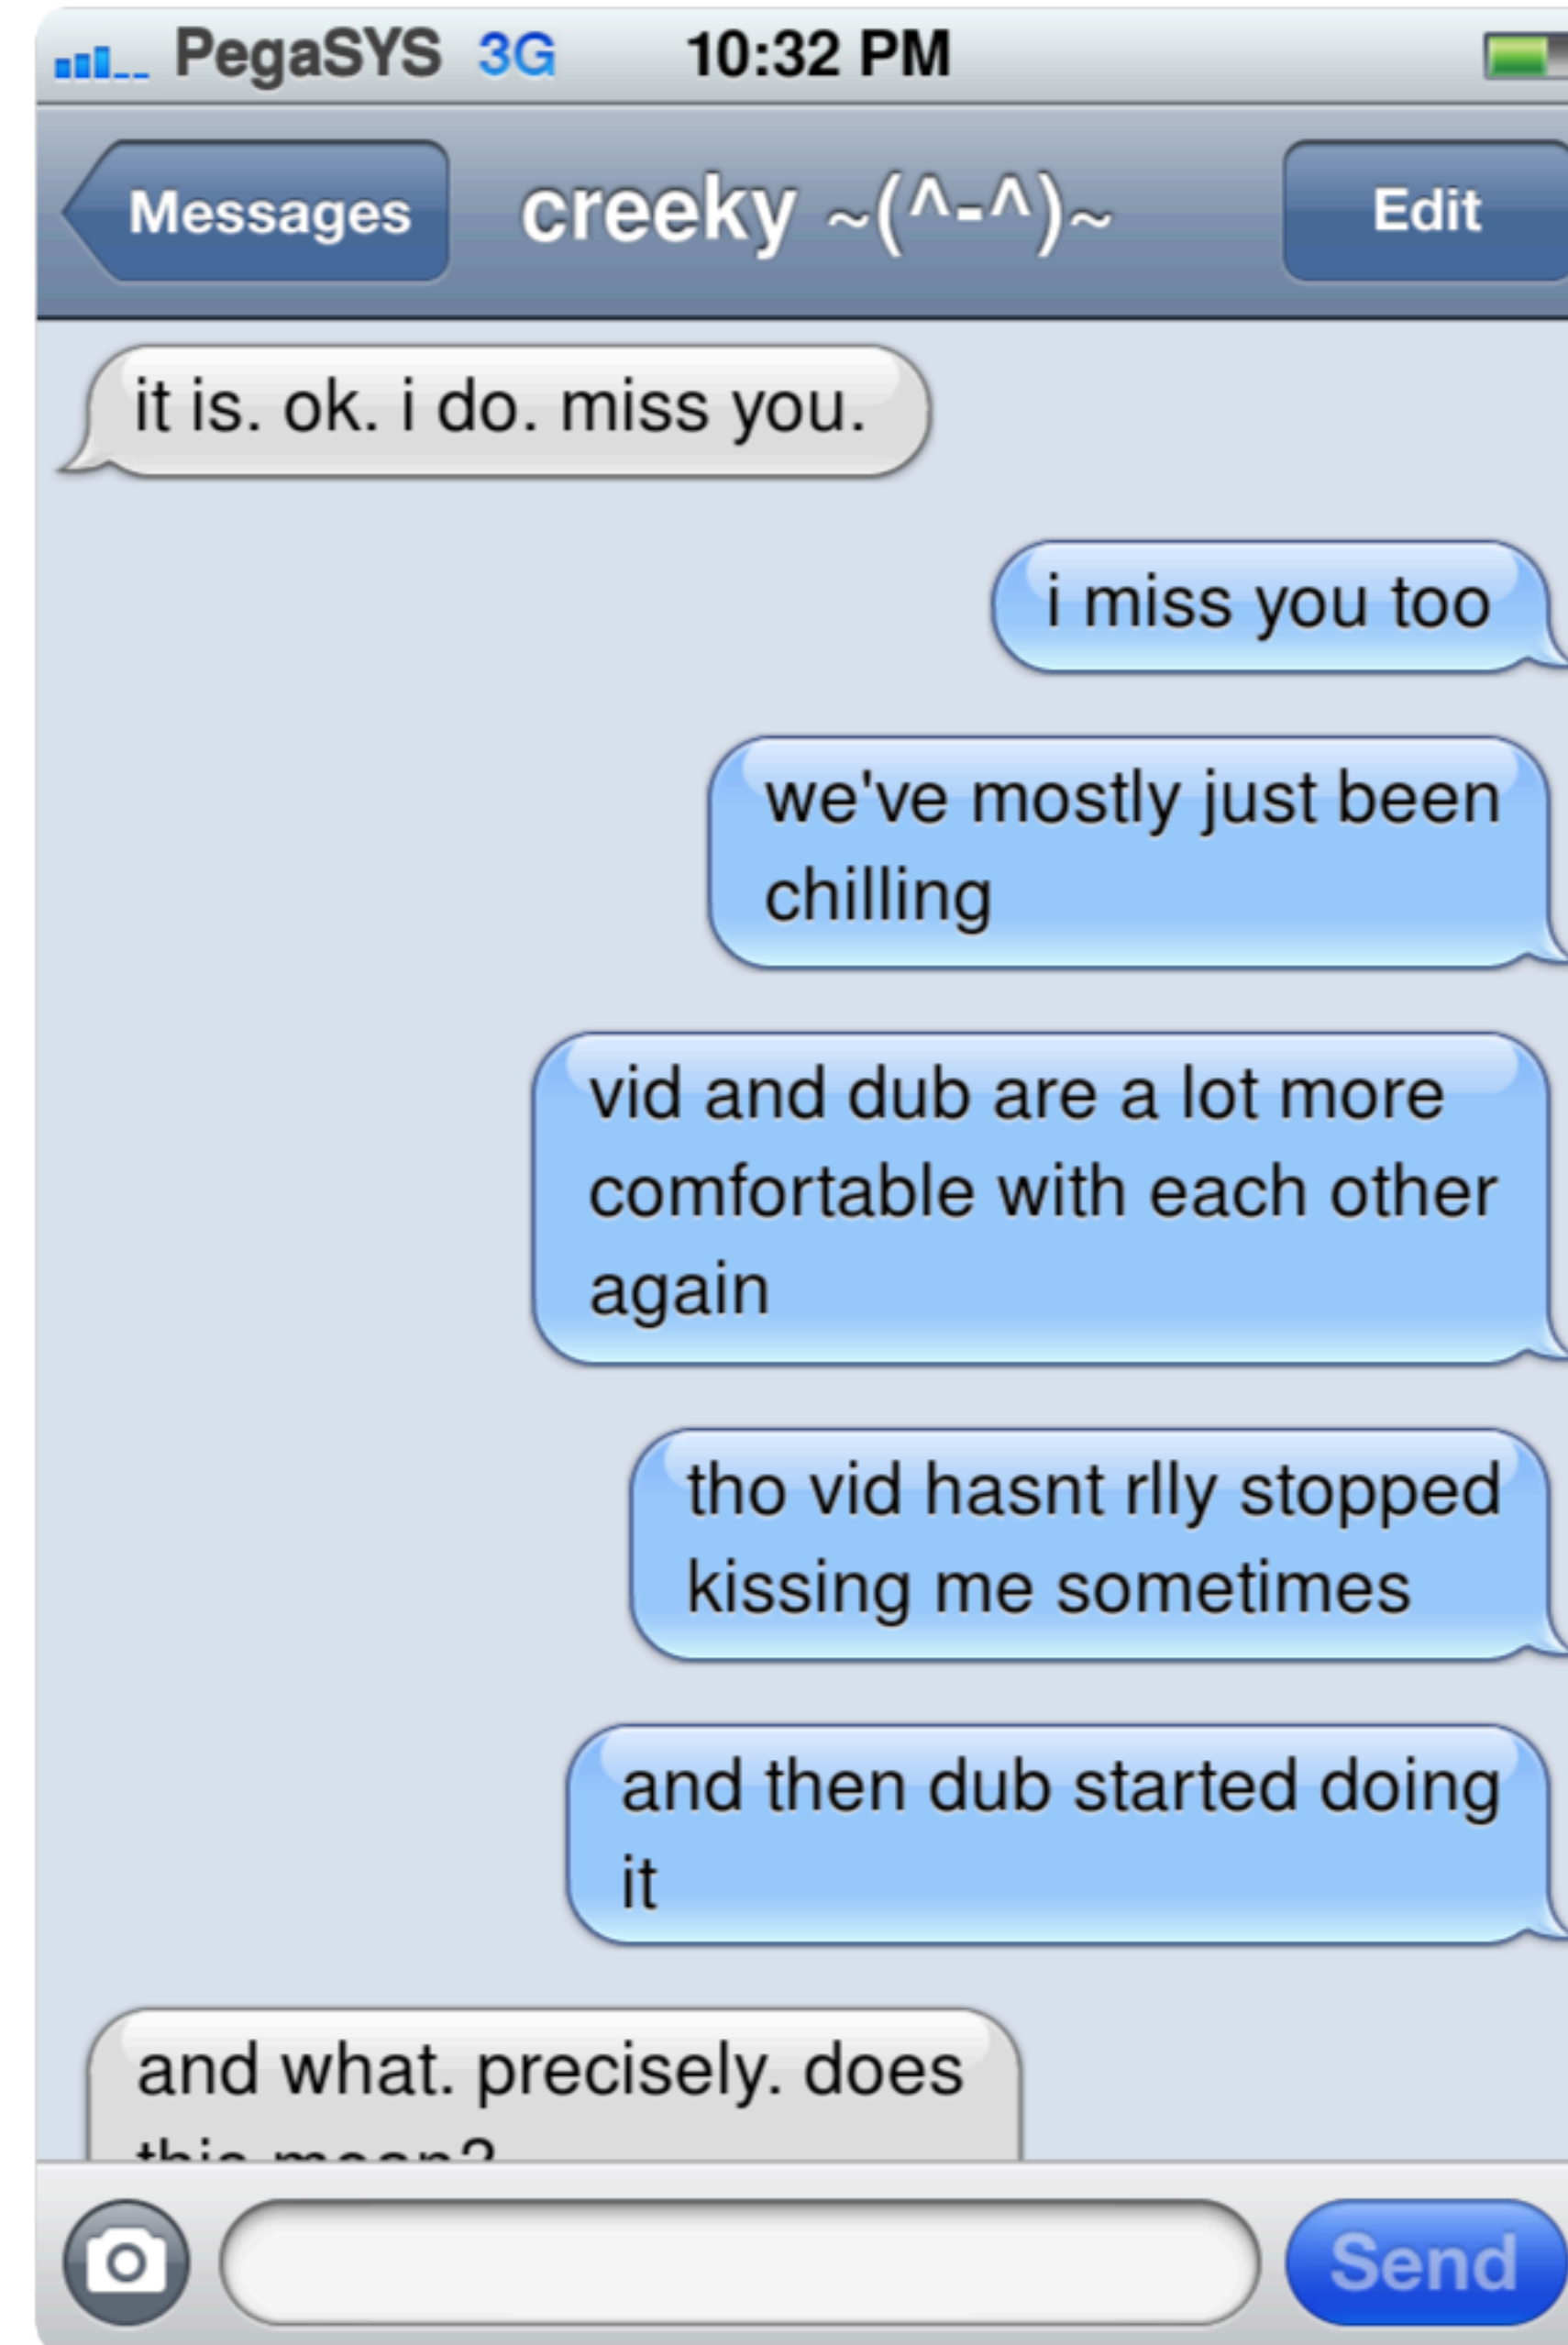 PegaSYS 3G 10:32 PM
Messages creeky ~(^-^)~ Edit
it is. ok. i do. miss you.
i miss you too
we've mostly just been
chilling
vid and dub are a lot more
comfortable with each other
again
tho vid hasnt rlly stopped
kissing me sometimes
and then dub started doing
it
and what. precisely. does
this mean?
Send